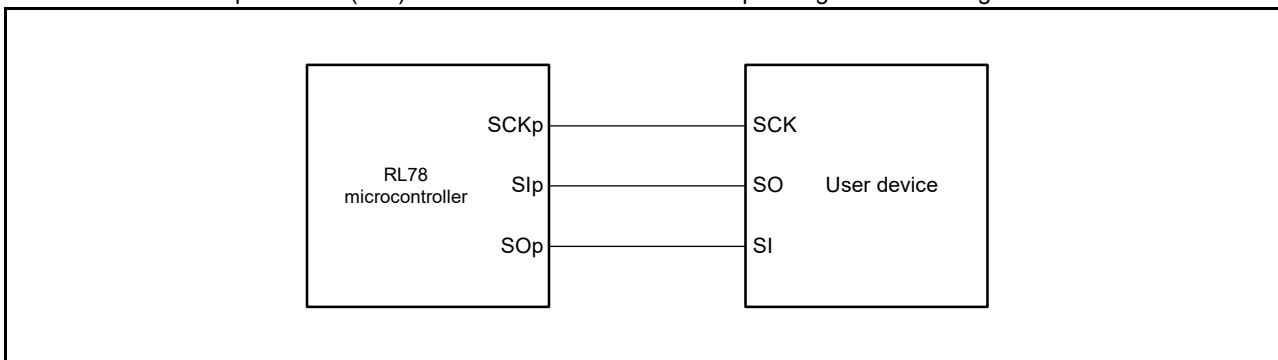 SCKp SCK
RL78
microcontroller
SIp SO User device
SOp SI